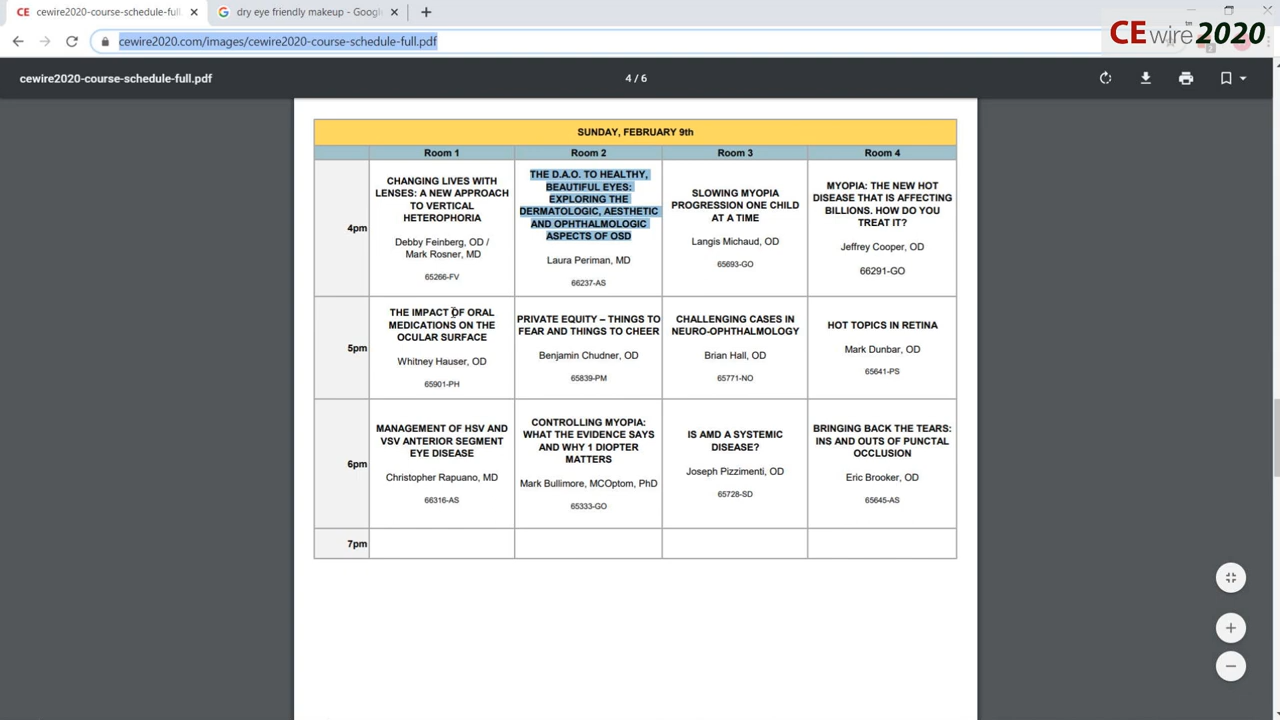 CE cewire2020-course-schedule-full.
dry eye friendly makeup - Google
cewire2020.com/images/cewire2020-course-schedule-full.pdf
CE wire 2020
cewire2020-course-schedule-full.pdf
4 / 6
SUNDAY, FEBRUARY 9th
Room 1 Room 2 Room 3 Room 4
4pm
CHANGING LIVES WITH
LENSES: A NEW APPROACH
TO VERTICAL
HETEROPHORIA
Debby Feinberg, OD /
Mark Rosner, MD
65266-FV
THE D.A.O. TO HEALTHY,
BEAUTIFUL EYES:
EXPLORING THE
DERMATOLOGIC, AESTHETIC
AND OPHTHALMOLOGIC
ASPECTS OF OSD
Laura Periman, MD
66237-AS
SLOWING MYOPIA
PROGRESSION ONE CHILD
AT A TIME
Langis Michaud, OD
65693-GO
MYOPIA: THE NEW HOT
DISEASE THAT IS AFFECTING
BILLIONS. HOW DO YOU
TREAT IT?
Jeffrey Cooper, OD
66291-GO
5pm
THE IMPACT OF ORAL
MEDICATIONS ON THE
OCULAR SURFACE
Whitney Hauser, OD
65901-PH
PRIVATE EQUITY – THINGS TO
FEAR AND THINGS TO CHEER
Benjamin Chudner, OD
65839-PM
CHALLENGING CASES IN
NEURO-OPHTHALMOLOGY
Brian Hall, OD
65771-NO
HOT TOPICS IN RETINA
Mark Dunbar, OD
65641-PS
6pm
MANAGEMENT OF HSV AND
VSV ANTERIOR SEGMENT
EYE DISEASE
Christopher Rapuano, MD
66316-AS
CONTROLLING MYOPIA:
WHAT THE EVIDENCE SAYS
AND WHY 1 DIOPTER
MATTERS
Mark Bullimore, MCOptom, PhD
65333-GO
IS AMD A SYSTEMIC
DISEASE?
Joseph Pizzimenti, OD
65728-SD
BRINGING BACK THE TEARS:
INS AND OUTS OF PUNCTAL
OCCLUSION
Eric Brooker, OD
65645-AS
7pm